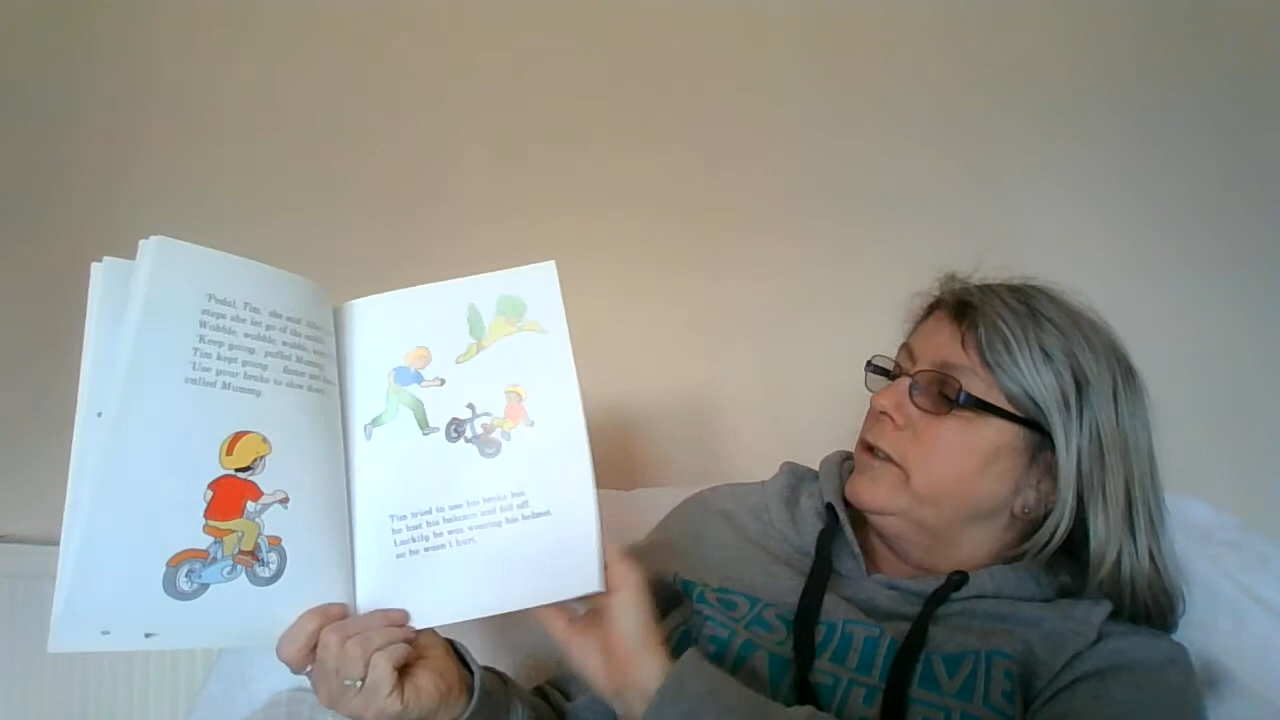 'Pedal, Tim,' she said. After
steps she let go of the
Wobble, wobble, wobble,
'Keep going,' puffed Mummy.
Tim kept going faster and
'Use your brake to slow down,'
called Mummy.
Tim tried to use his brake but
he lost his balance and fell off.
Luckily he was wearing his helmet
so he wasn't hurt.
POSITIVE